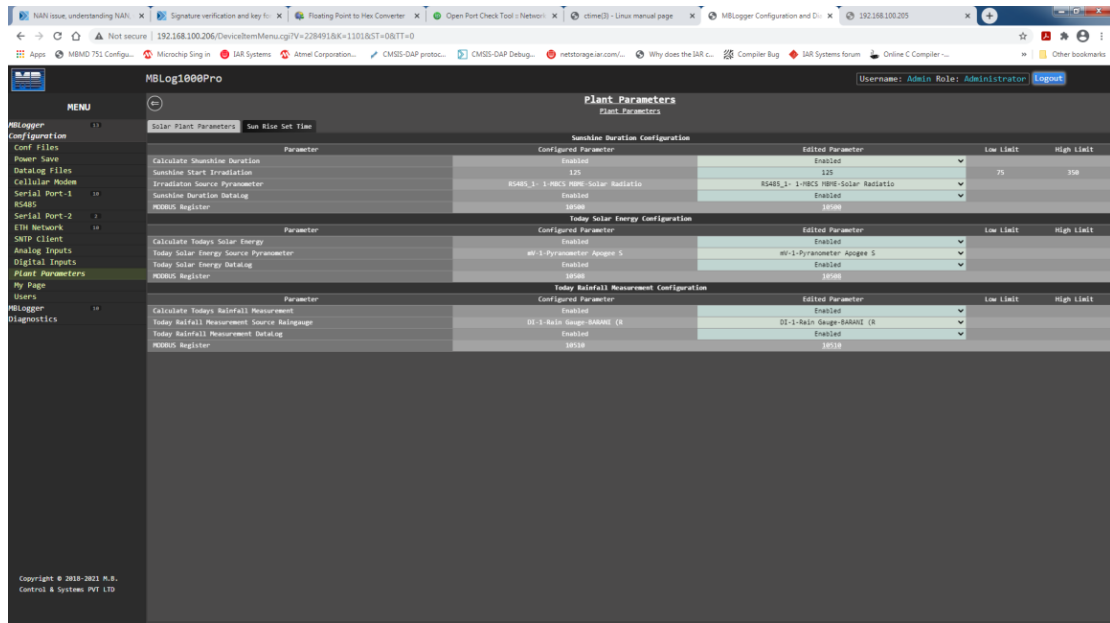 NAN issue, understanding NAN, Signature verification and key fo Floating Point to Hex Converter Open Port Check Tool :: Network ctime(3) - Linux manual page MBLogger Configuration and Di 192.168.100.205
Not secure | 192.168.100.206/DeviceItemMenu.cgi?V=228491&K=1101&ST=0&TT=0
Apps MBMD 751 Configu... Microchip Sing in IAR Systems Atmel Corporation... CMSIS-DAP protoc... CMSIS-DAP Debug... netstorage.iar.com/... Why does the IAR c... Compiler Bug IAR Systems forum Online C Compiler -... » Other bookmarks
MBLog1000Pro Username: Admin Role: Administrator Logout
MENU
MBLogger 13
Configuration
Conf Files
Power Save
DataLog Files
Cellular Modem
Serial Port-1 10
RS485
Serial Port-2 2
ETH Network 10
SNTP Client
Analog Inputs
Digital Inputs
Plant Parameters
My Page
Users
MBLogger 10
Diagnostics
Copyright © 2018-2021 M.B.
Control & Systems PVT LTD
Plant Parameters
Plant Parameters
Solar Plant Parameters Sun Rise Set Time
Sunshine Duration Configuration
Parameter Configured Parameter Edited Parameter Low Limit High Limit
Calculate Shunshine Duration Enabled Enabled
Sunshine Start Irradiation 125 125 75 350
Irradiaton Source Pyranometer RS485_1- 1-MBCS MBME-Solar Radiatio RS485_1- 1-MBCS MBME-Solar Radiatio
Sunshine Duration DataLog Enabled Enabled
MODBUS Register 10500 10500
Today Solar Energy Configuration
Parameter Configured Parameter Edited Parameter Low Limit High Limit
Calculate Todays Solar Energy Enabled Enabled
Today Solar Energy Source Pyranometer mV-1-Pyranometer Apogee S mV-1-Pyranometer Apogee S
Today Solar Energy DataLog Enabled Enabled
MODBUS Register 10508 10508
Today Rainfall Measurement Configuration
Parameter Configured Parameter Edited Parameter Low Limit High Limit
Calculate Todays Rainfall Measurement Enabled Enabled
Today Raifall Measurement Source Raingauge DI-1-Rain Gauge-BARANI (R DI-1-Rain Gauge-BARANI (R
Today Rainfall Measurement DataLog Enabled Enabled
MODBUS Register 10510 10510